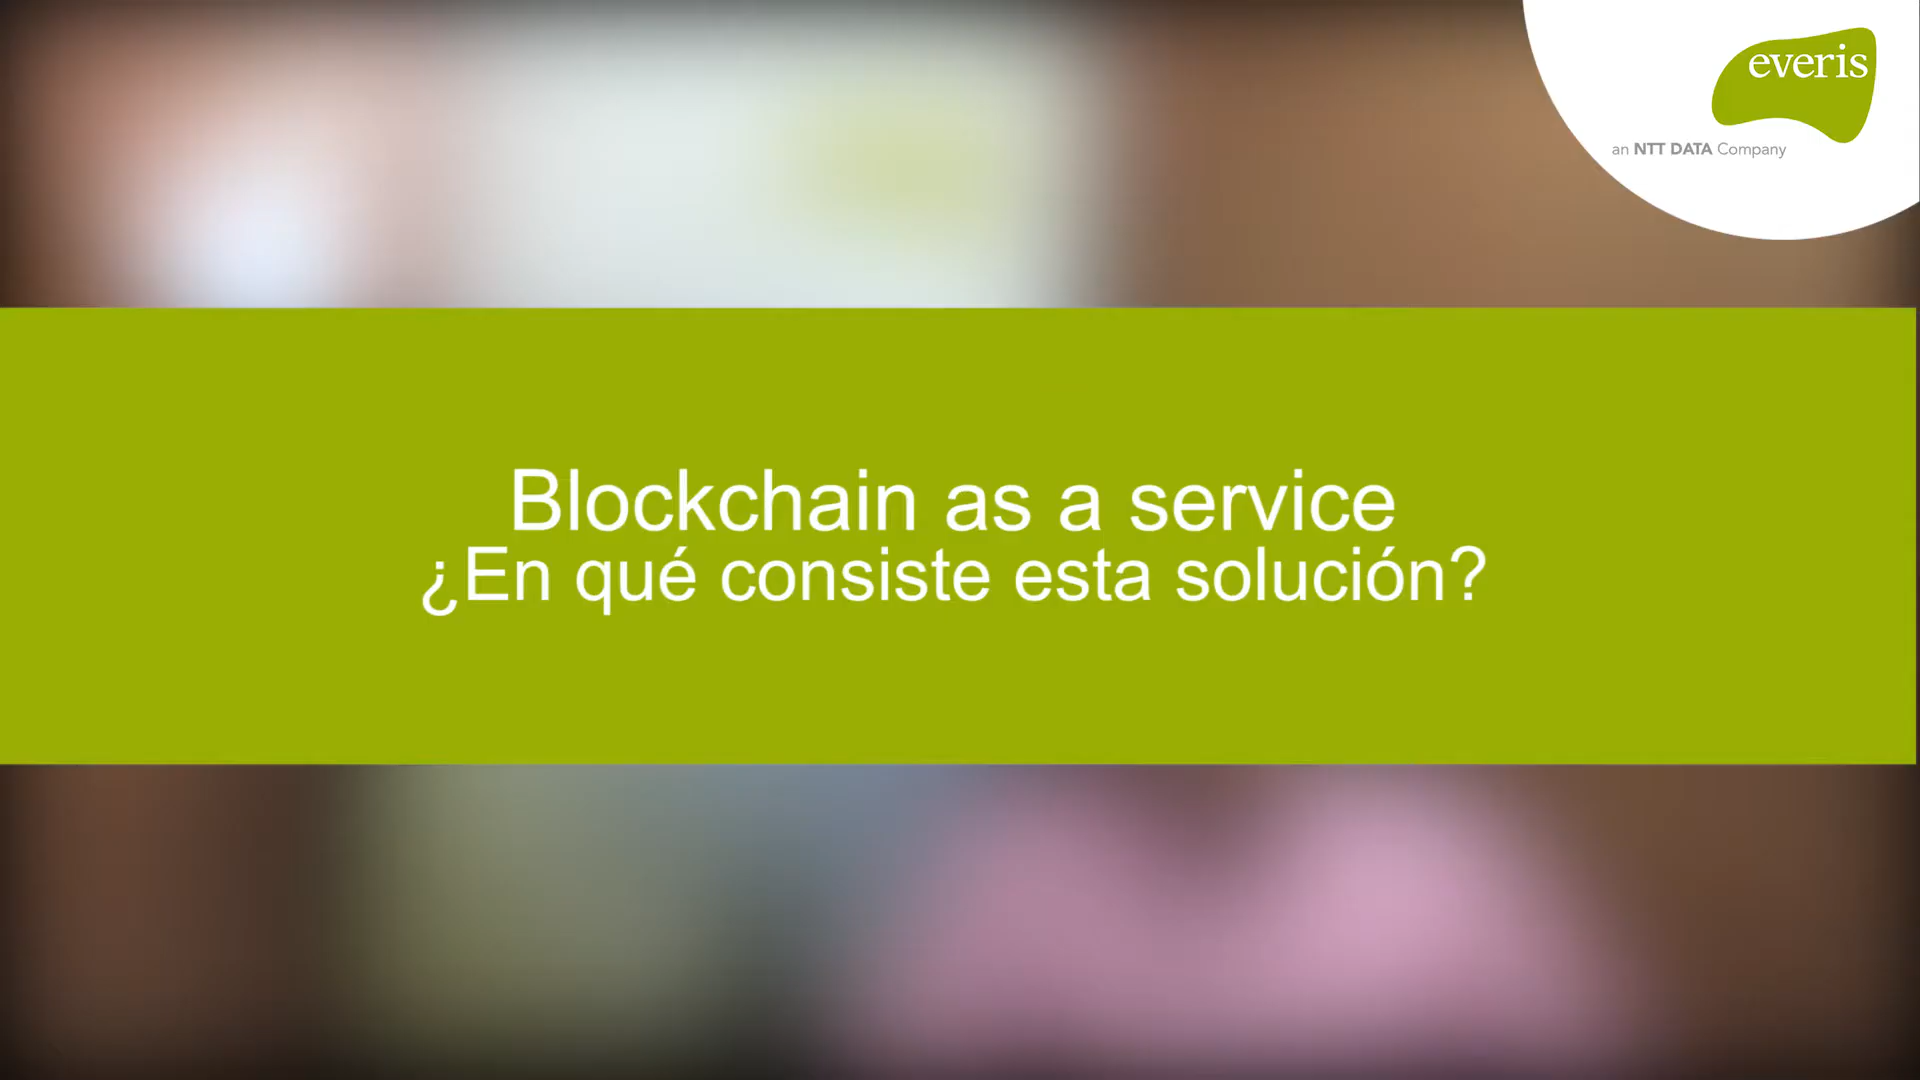 everis
an NTT DATA Company
Blockchain as a service
¿En qué consiste esta solución?